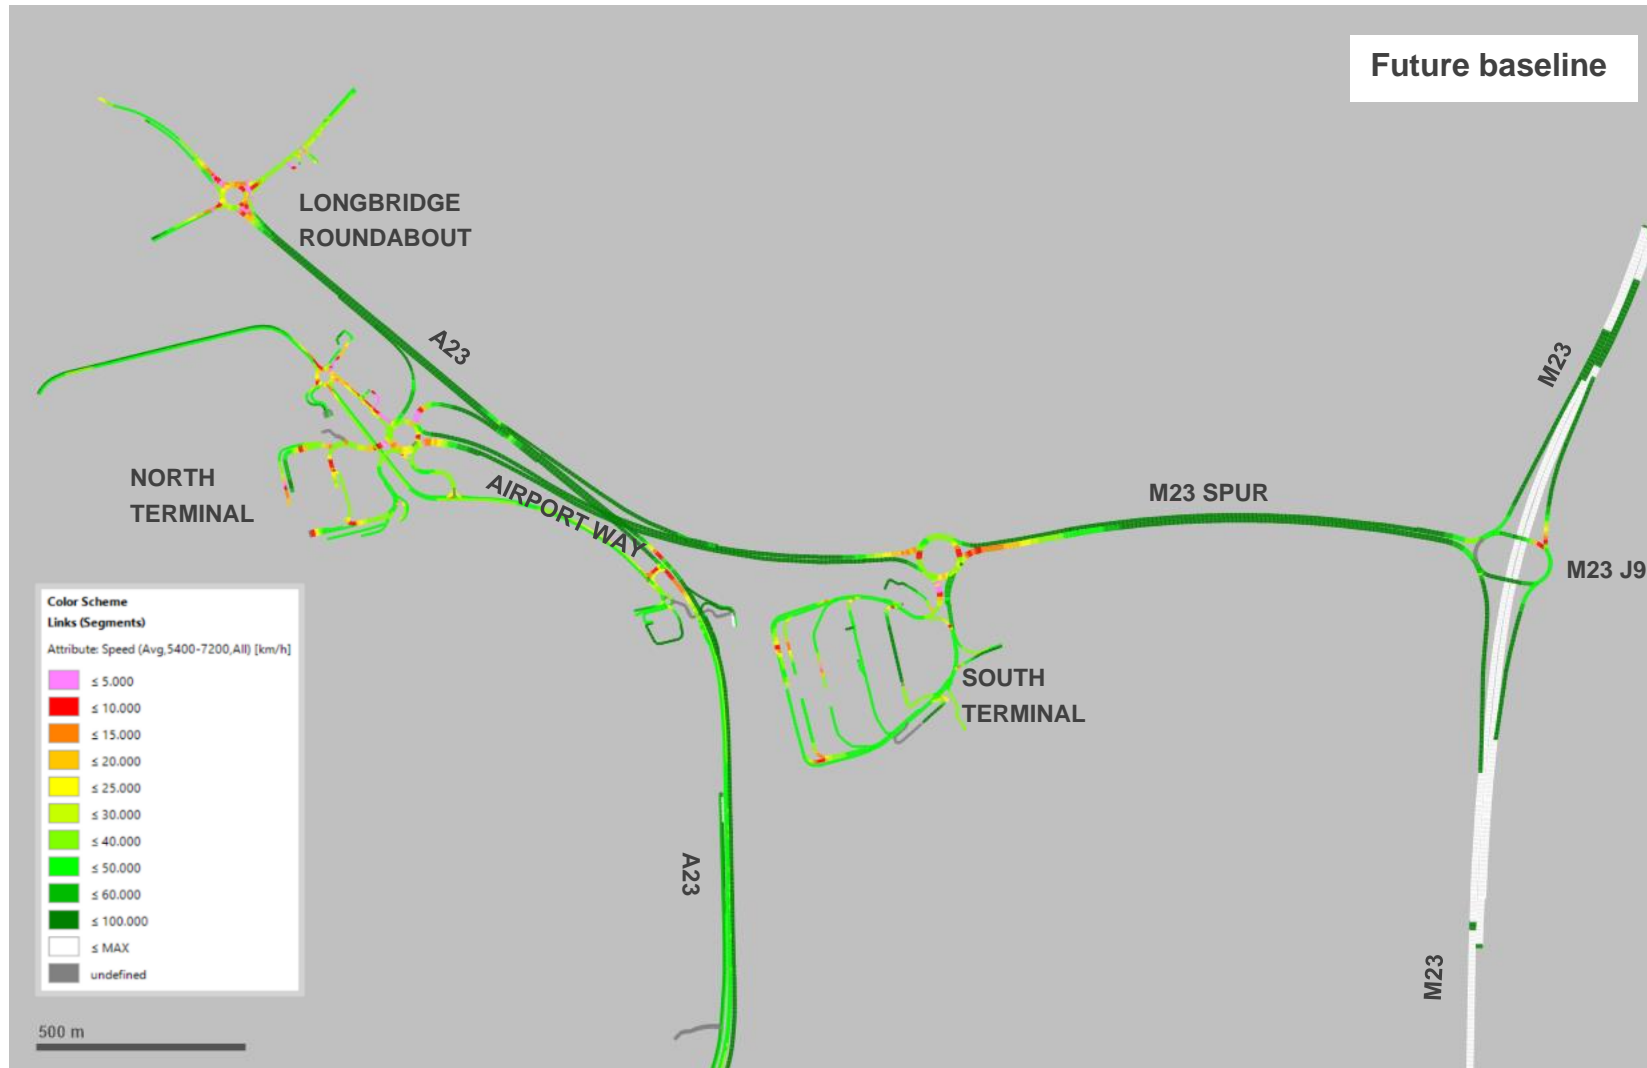 Future baseline
LONGBRIDGE
ROUNDABOUT
A23
M23
NORTH
TERMINAL
AIRPORT WAY
M23 SPUR
M23 J9
SOUTH
TERMINAL
A23
M23
Color Scheme
Links (Segments)
Attribute: Speed (Avg,5400-7200,All) [km/h]
≤ 5.000
≤ 10.000
≤ 15.000
≤ 20.000
≤ 25.000
≤ 30.000
≤ 40.000
≤ 50.000
≤ 60.000
≤ 100.000
≤ MAX
undefined
500 m